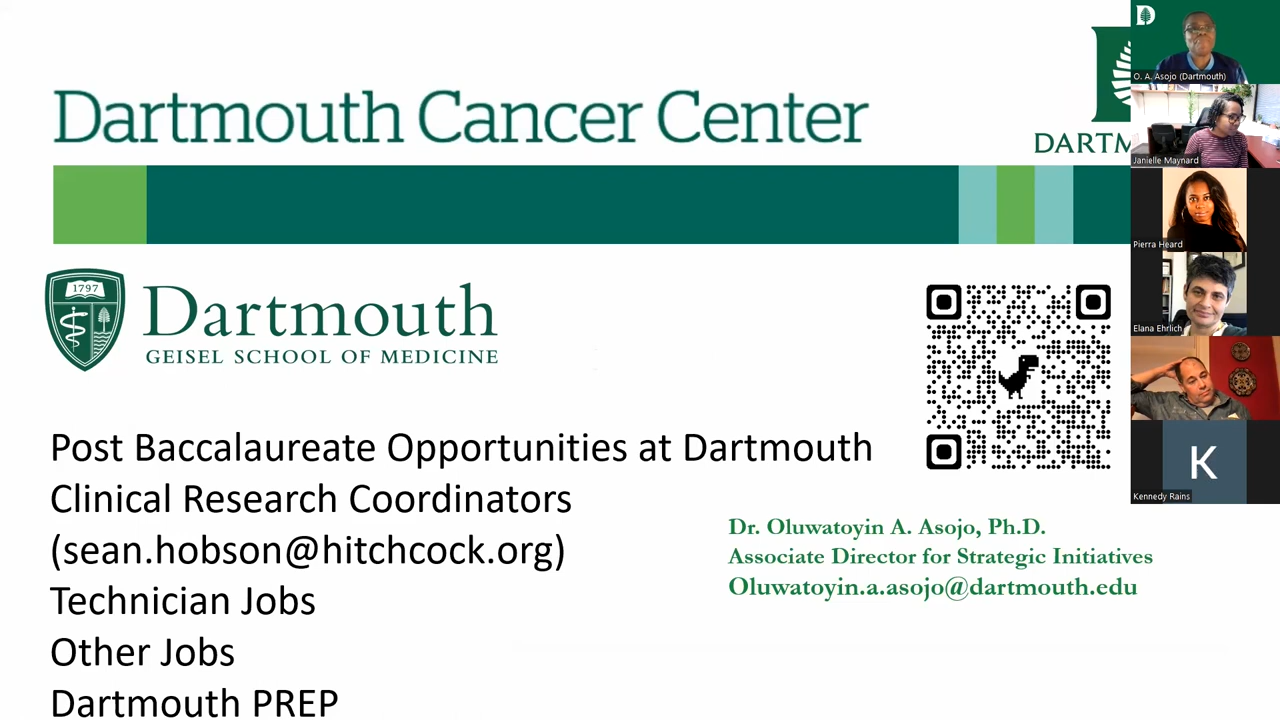 Dartmouth Cancer Center
DARTM
1797
Dartmouth
GEISEL SCHOOL OF MEDICINE
Post Baccalaureate Opportunities at Dartmouth
Clinical Research Coordinators
(sean.hobson@hitchcock.org)
Technician Jobs
Other Jobs
Dartmouth PREP
Dr. Oluwatoyin A. Asojo, Ph.D.
Associate Director for Strategic Initiatives
Oluwatoyin.a.asojo@dartmouth.edu
D
O. A. Asojo (Dartmouth)
Janielle Maynard
Pierra Heard
Elana Ehrlich
K
Kennedy Rains